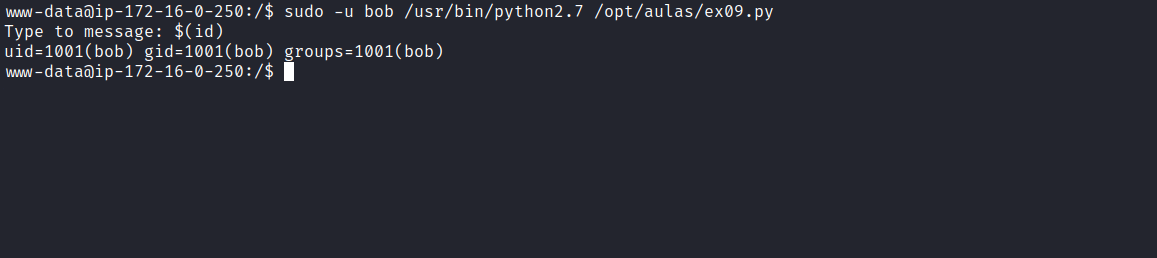 www-data@ip-172-16-0-250:/$ sudo -u bob /usr/bin/python2.7 /opt/aulas/ex09.py
Type to message: $(id)
uid=1001(bob) gid=1001(bob) groups=1001(bob)
www-data@ip-172-16-0-250:/$